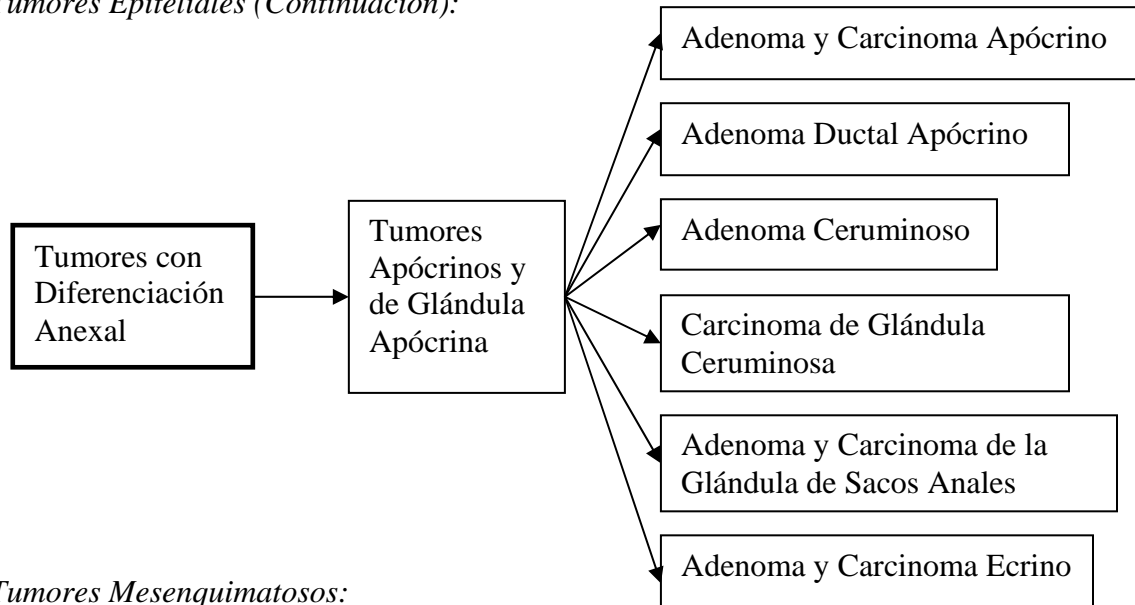 Tumores Epiteliales (Continuación):
Tumores con
Diferenciación
Anexal
Tumores
Apócrinos y
de Glándula
Apócrina
Adenoma y Carcinoma Apócrino
Adenoma Ductal Apócrino
Adenoma Ceruminoso
Carcinoma de Glándula
Ceruminosa
Adenoma y Carcinoma de la
Glándula de Sacos Anales
Adenoma y Carcinoma Ecrino
Tumores Mesenquimatosos: